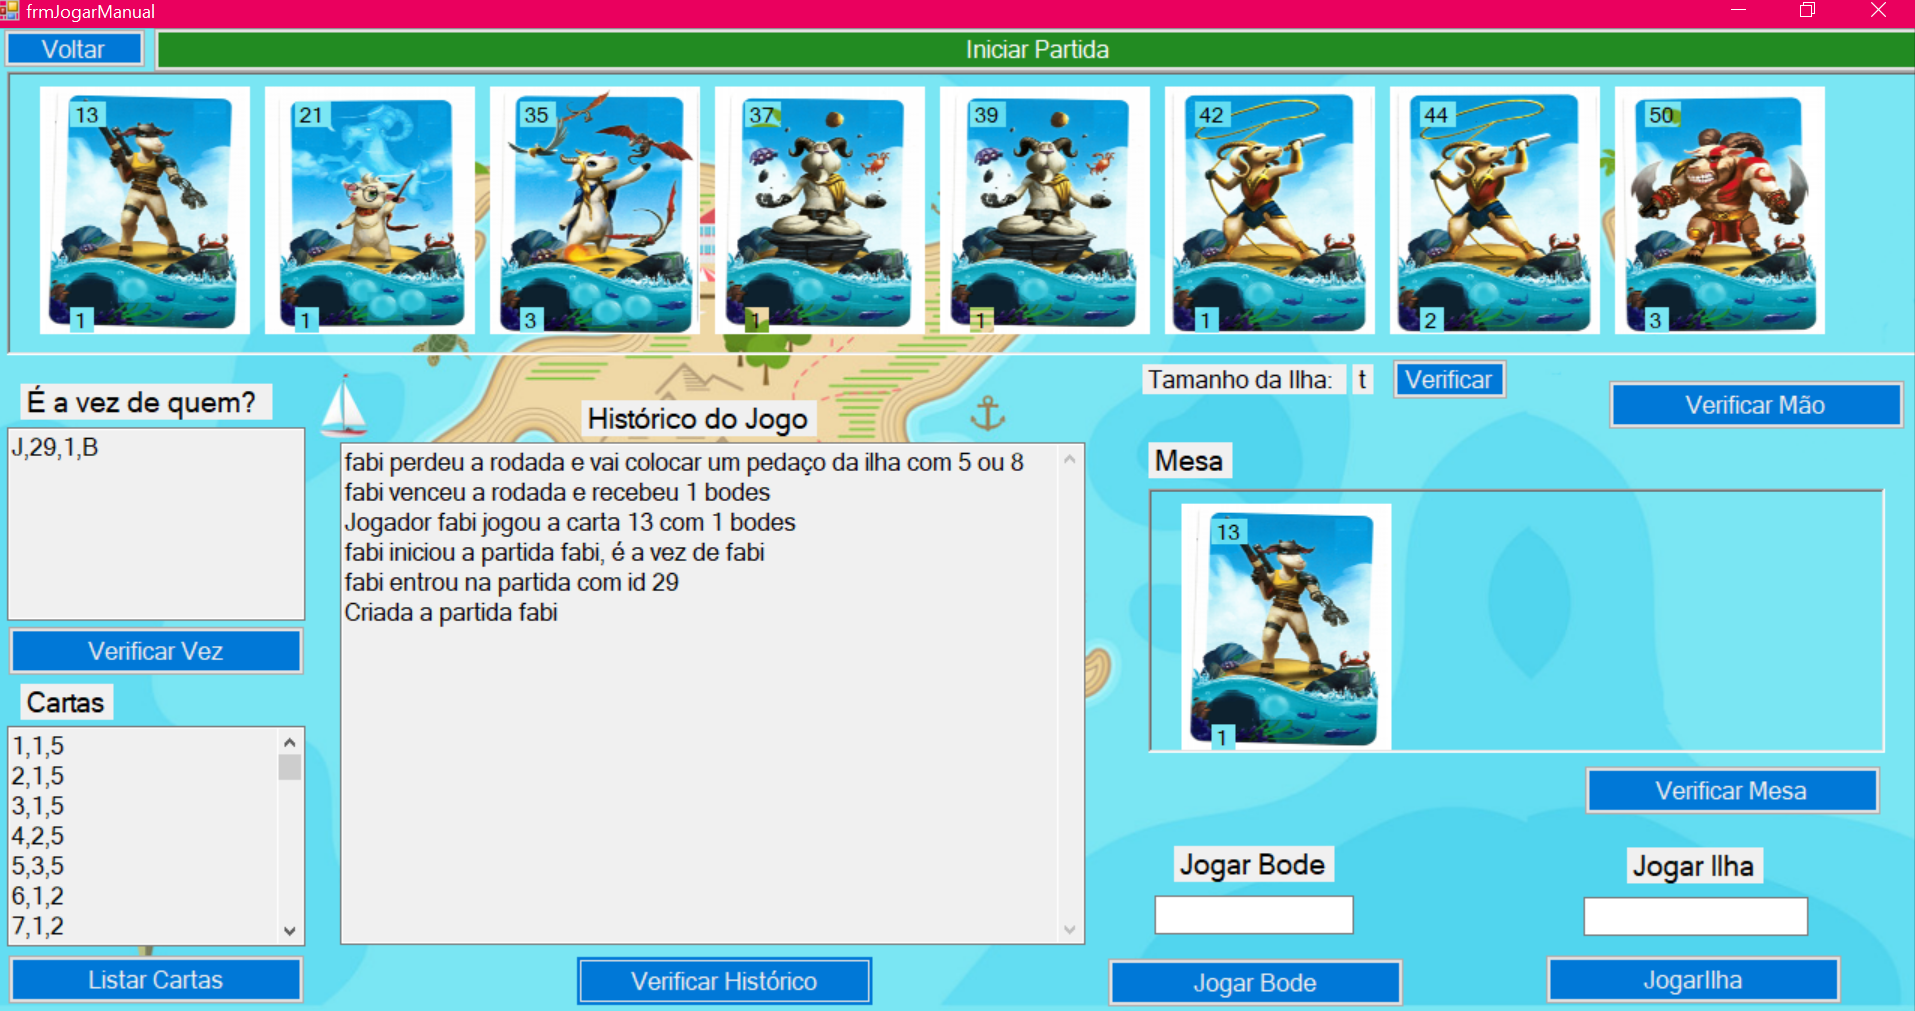 frmJogarManual
Voltar
Iniciar Partida
13
21
35
37
39
42
44
50
1
1
3
1
1
1
2
3
É a vez de quem?
J,29,1,B
Verificar Vez
Cartas
1,1,5
2,1,5
3,1,5
4,2,5
5,3,5
6,1,2
7,1,2
Listar Cartas
Histórico do Jogo
fabi perdeu a rodada e vai colocar um pedaço da ilha com 5 ou 8
fabi venceu a rodada e recebeu 1 bodes
Jogador fabi jogou a carta 13 com 1 bodes
fabi iniciou a partida fabi, é a vez de fabi
fabi entrou na partida com id 29
Criada a partida fabi
Verificar Histórico
Tamanho da Ilha: t Verificar
Verificar Mão
Mesa
13
1
Verificar Mesa
Jogar Bode
Jogar Ilha
Jogar Bode
JogarIlha